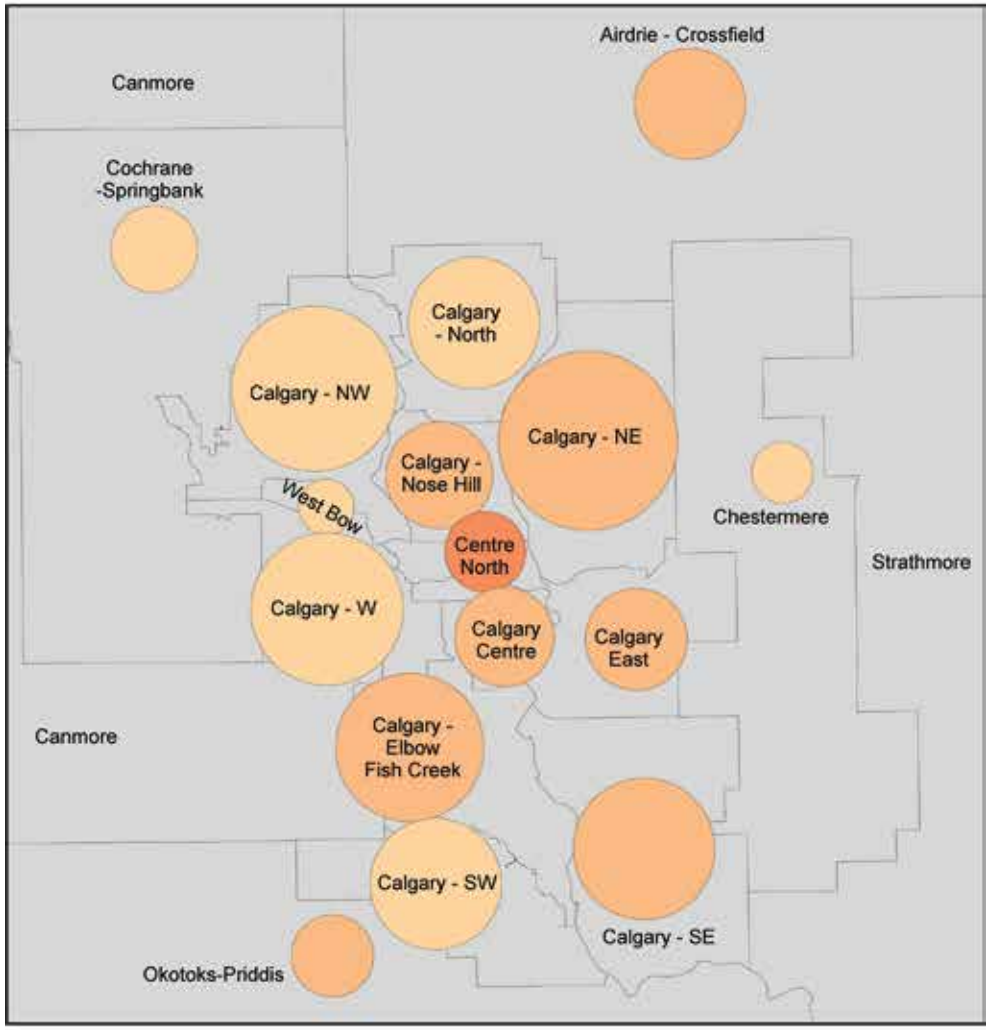 Airdrie - Crossfield
Canmore
Cochrane
-Springbank
Calgary
- North
Calgary - NW
Calgary - NE
Calgary -
Nose Hill
West Bow
Chestermere
Centre
North
Strathmore
Calgary - W
Calgary
Centre
Calgary
East
Canmore
Calgary -
Elbow
Fish Creek
Calgary - SW
Calgary - SE
Okotoks-Priddis